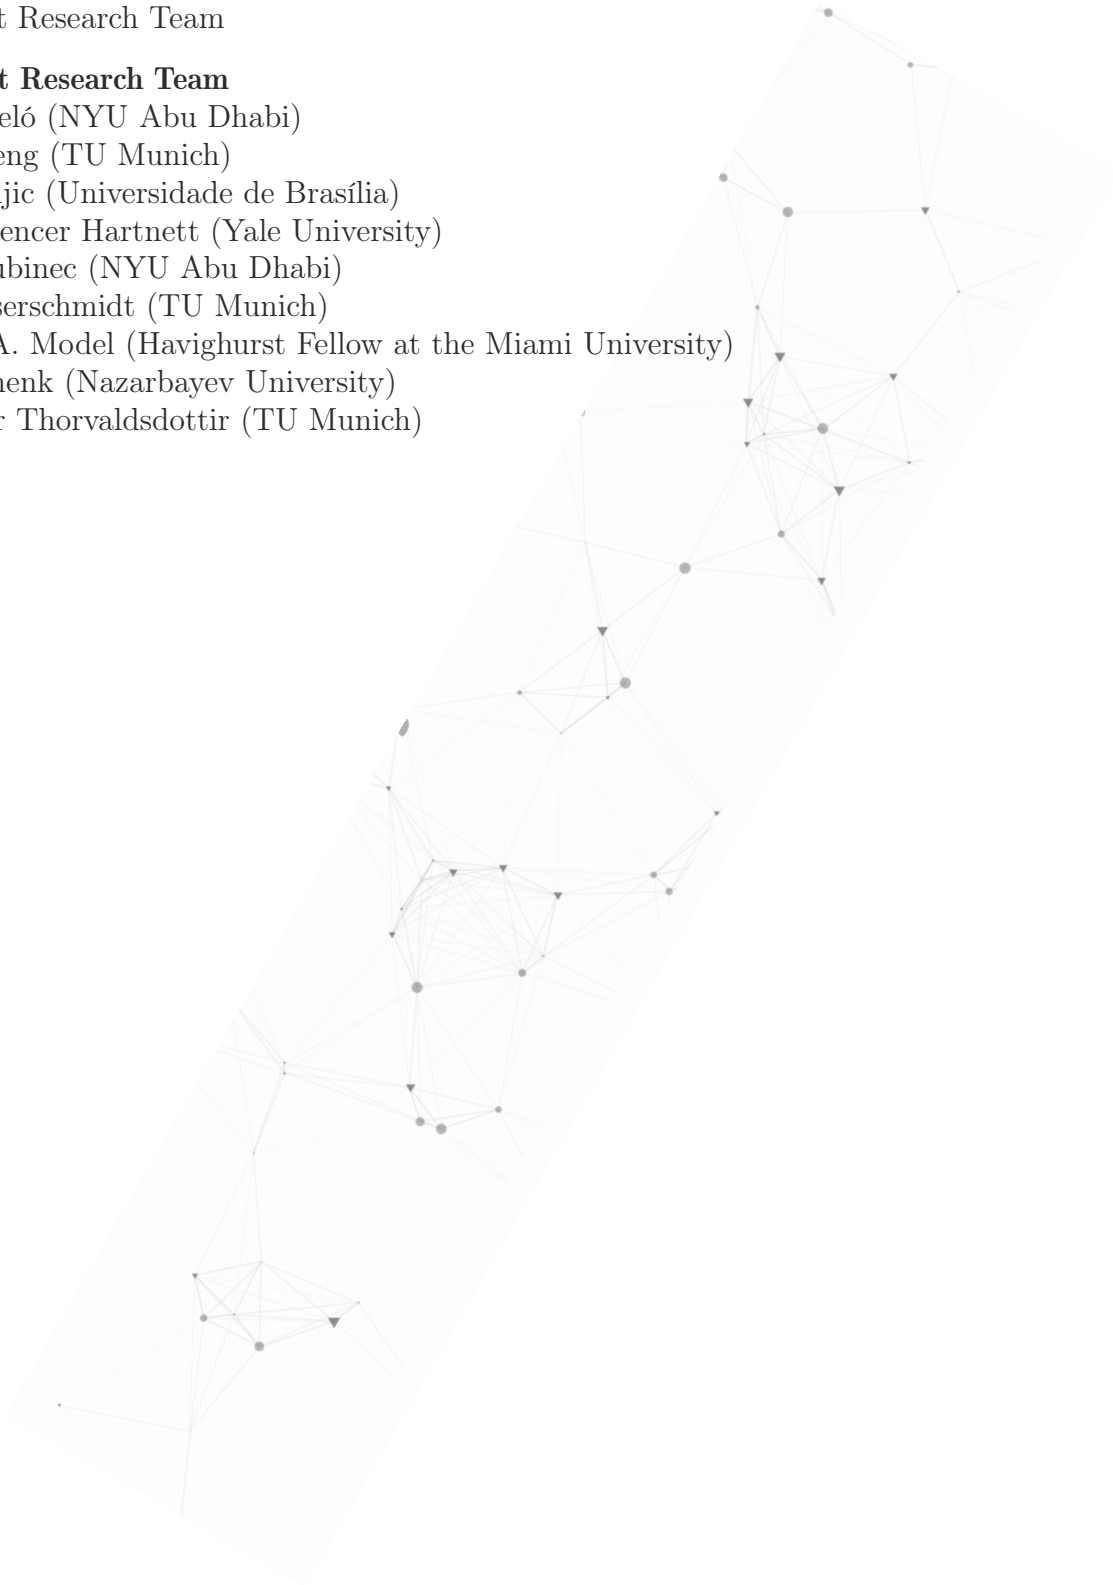 t Research Team
t Research Team
eló (NYU Abu Dhabi)
eng (TU Munich)
jic (Universidade de Brasília)
encer Hartnett (Yale University)
ubinec (NYU Abu Dhabi)
serschmidt (TU Munich)
A. Model (Havighurst Fellow at the Miami University)
henk (Nazarbayev University)
r Thorvaldsdottir (TU Munich)